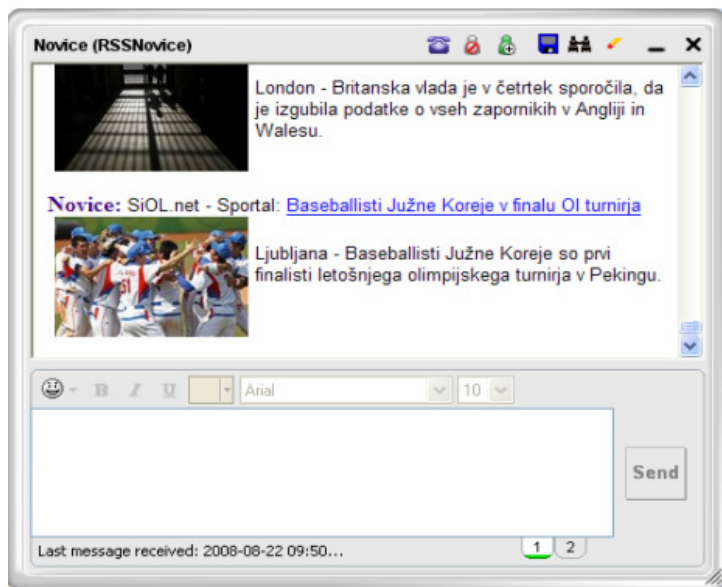 Novice (RSSNovice)
London - Britanska vlada je v četrtek sporočila, da
je izgubila podatke o vseh zapornikih v Angliji in
Walesu.
Novice: SiOL.net - Sportal: Baseballisti Južne Koreje v finalu OI turnirja
Ljubljana - Baseballisti Južne Koreje so prvi
finalisti letošnjega olimpijskega turnirja v Pekingu.
B I U Arial 10
Send
Last message received: 2008-08-22 09:50...
1 2